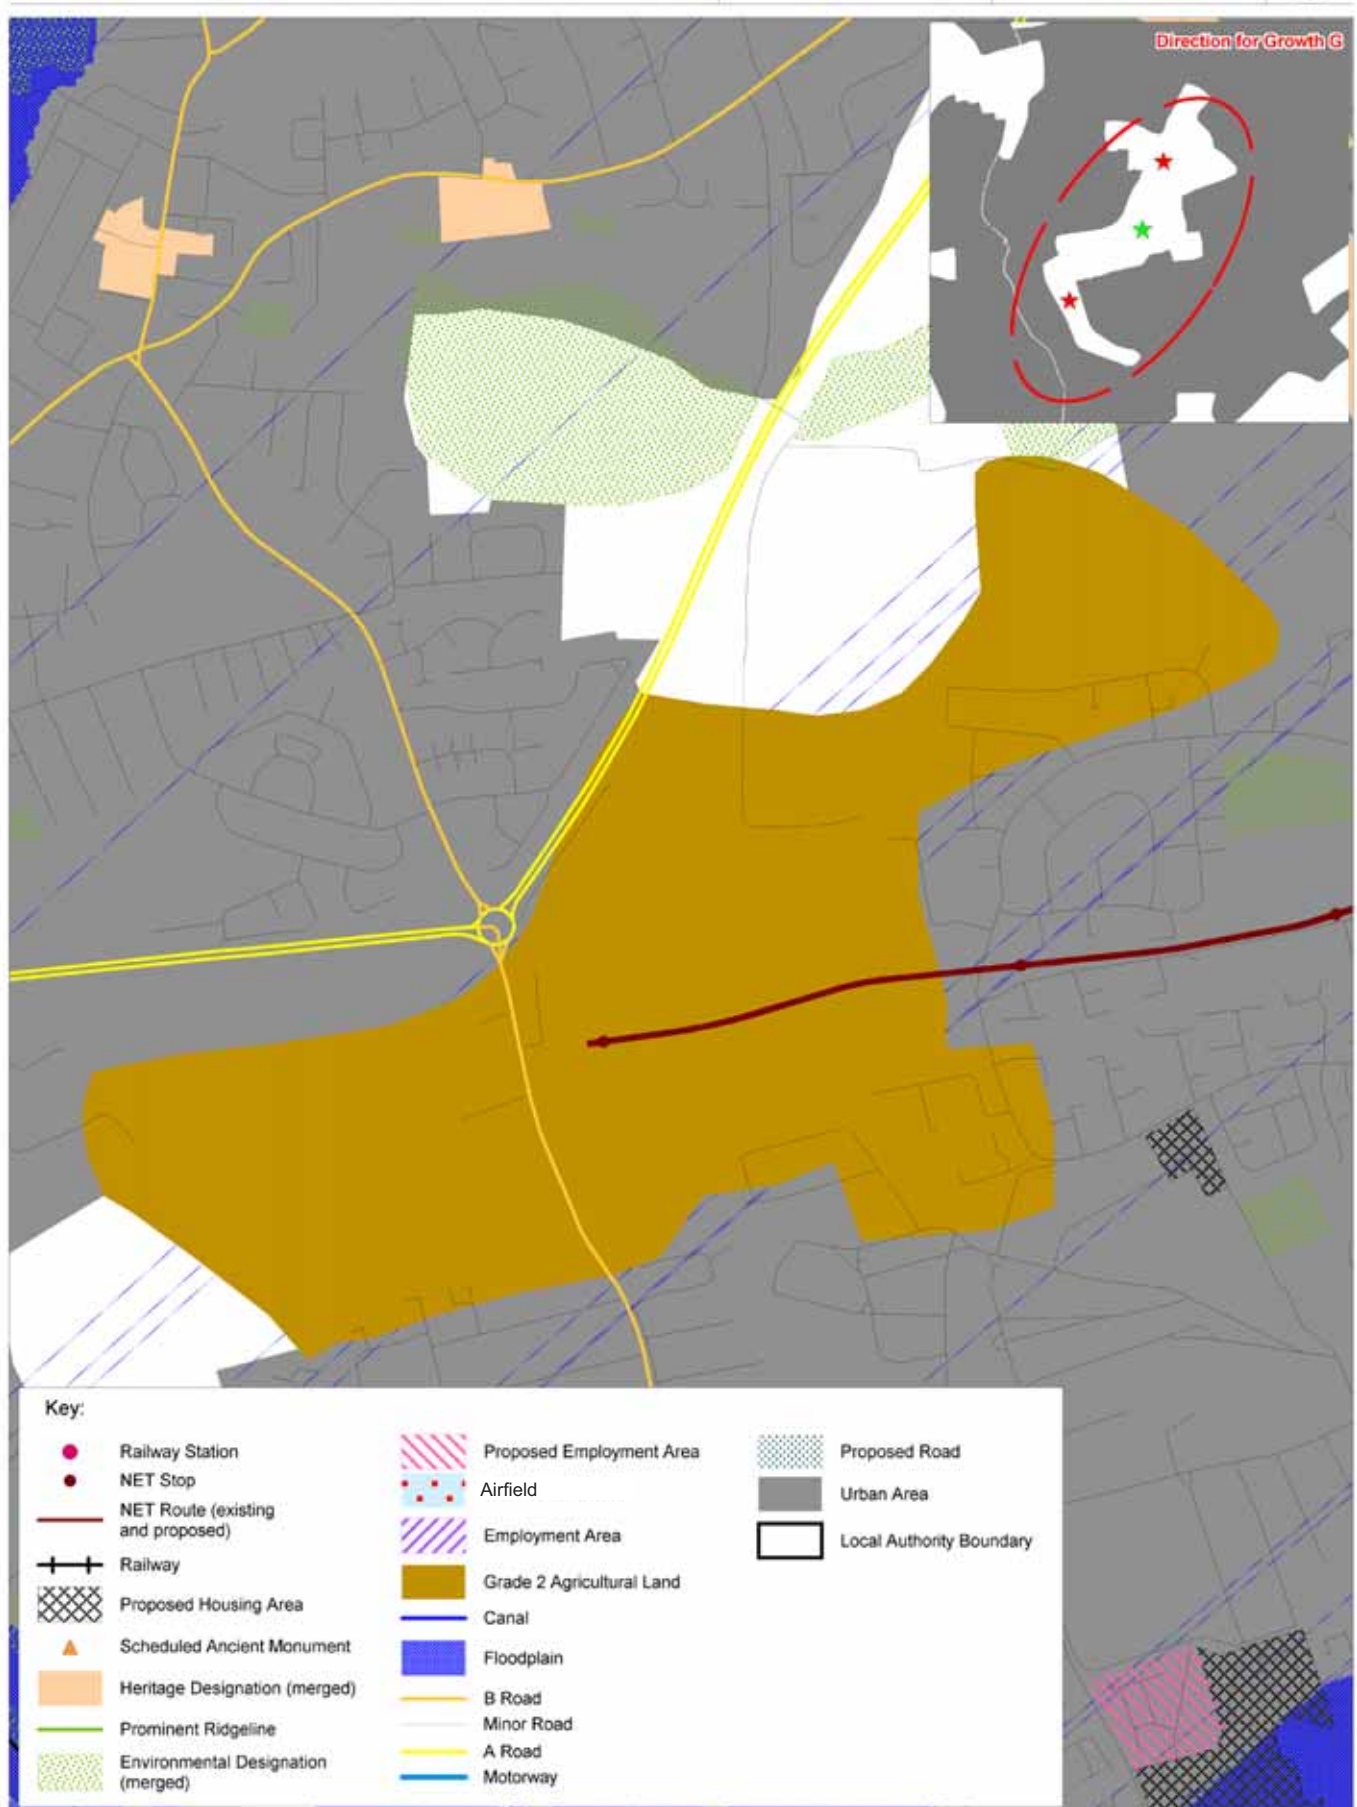 Direction for Growth G
Key:
Railway Station
NET Stop
NET Route (existing
and proposed)
Railway
Proposed Housing Area
Scheduled Ancient Monument
Heritage Designation (merged)
Prominent Ridgeline
Environmental Designation
(merged)
Proposed Employment Area
Airfield
Employment Area
Grade 2 Agricultural Land
Canal
Floodplain
B Road
Minor Road
A Road
Motorway
Proposed Road
Urban Area
Local Authority Boundary